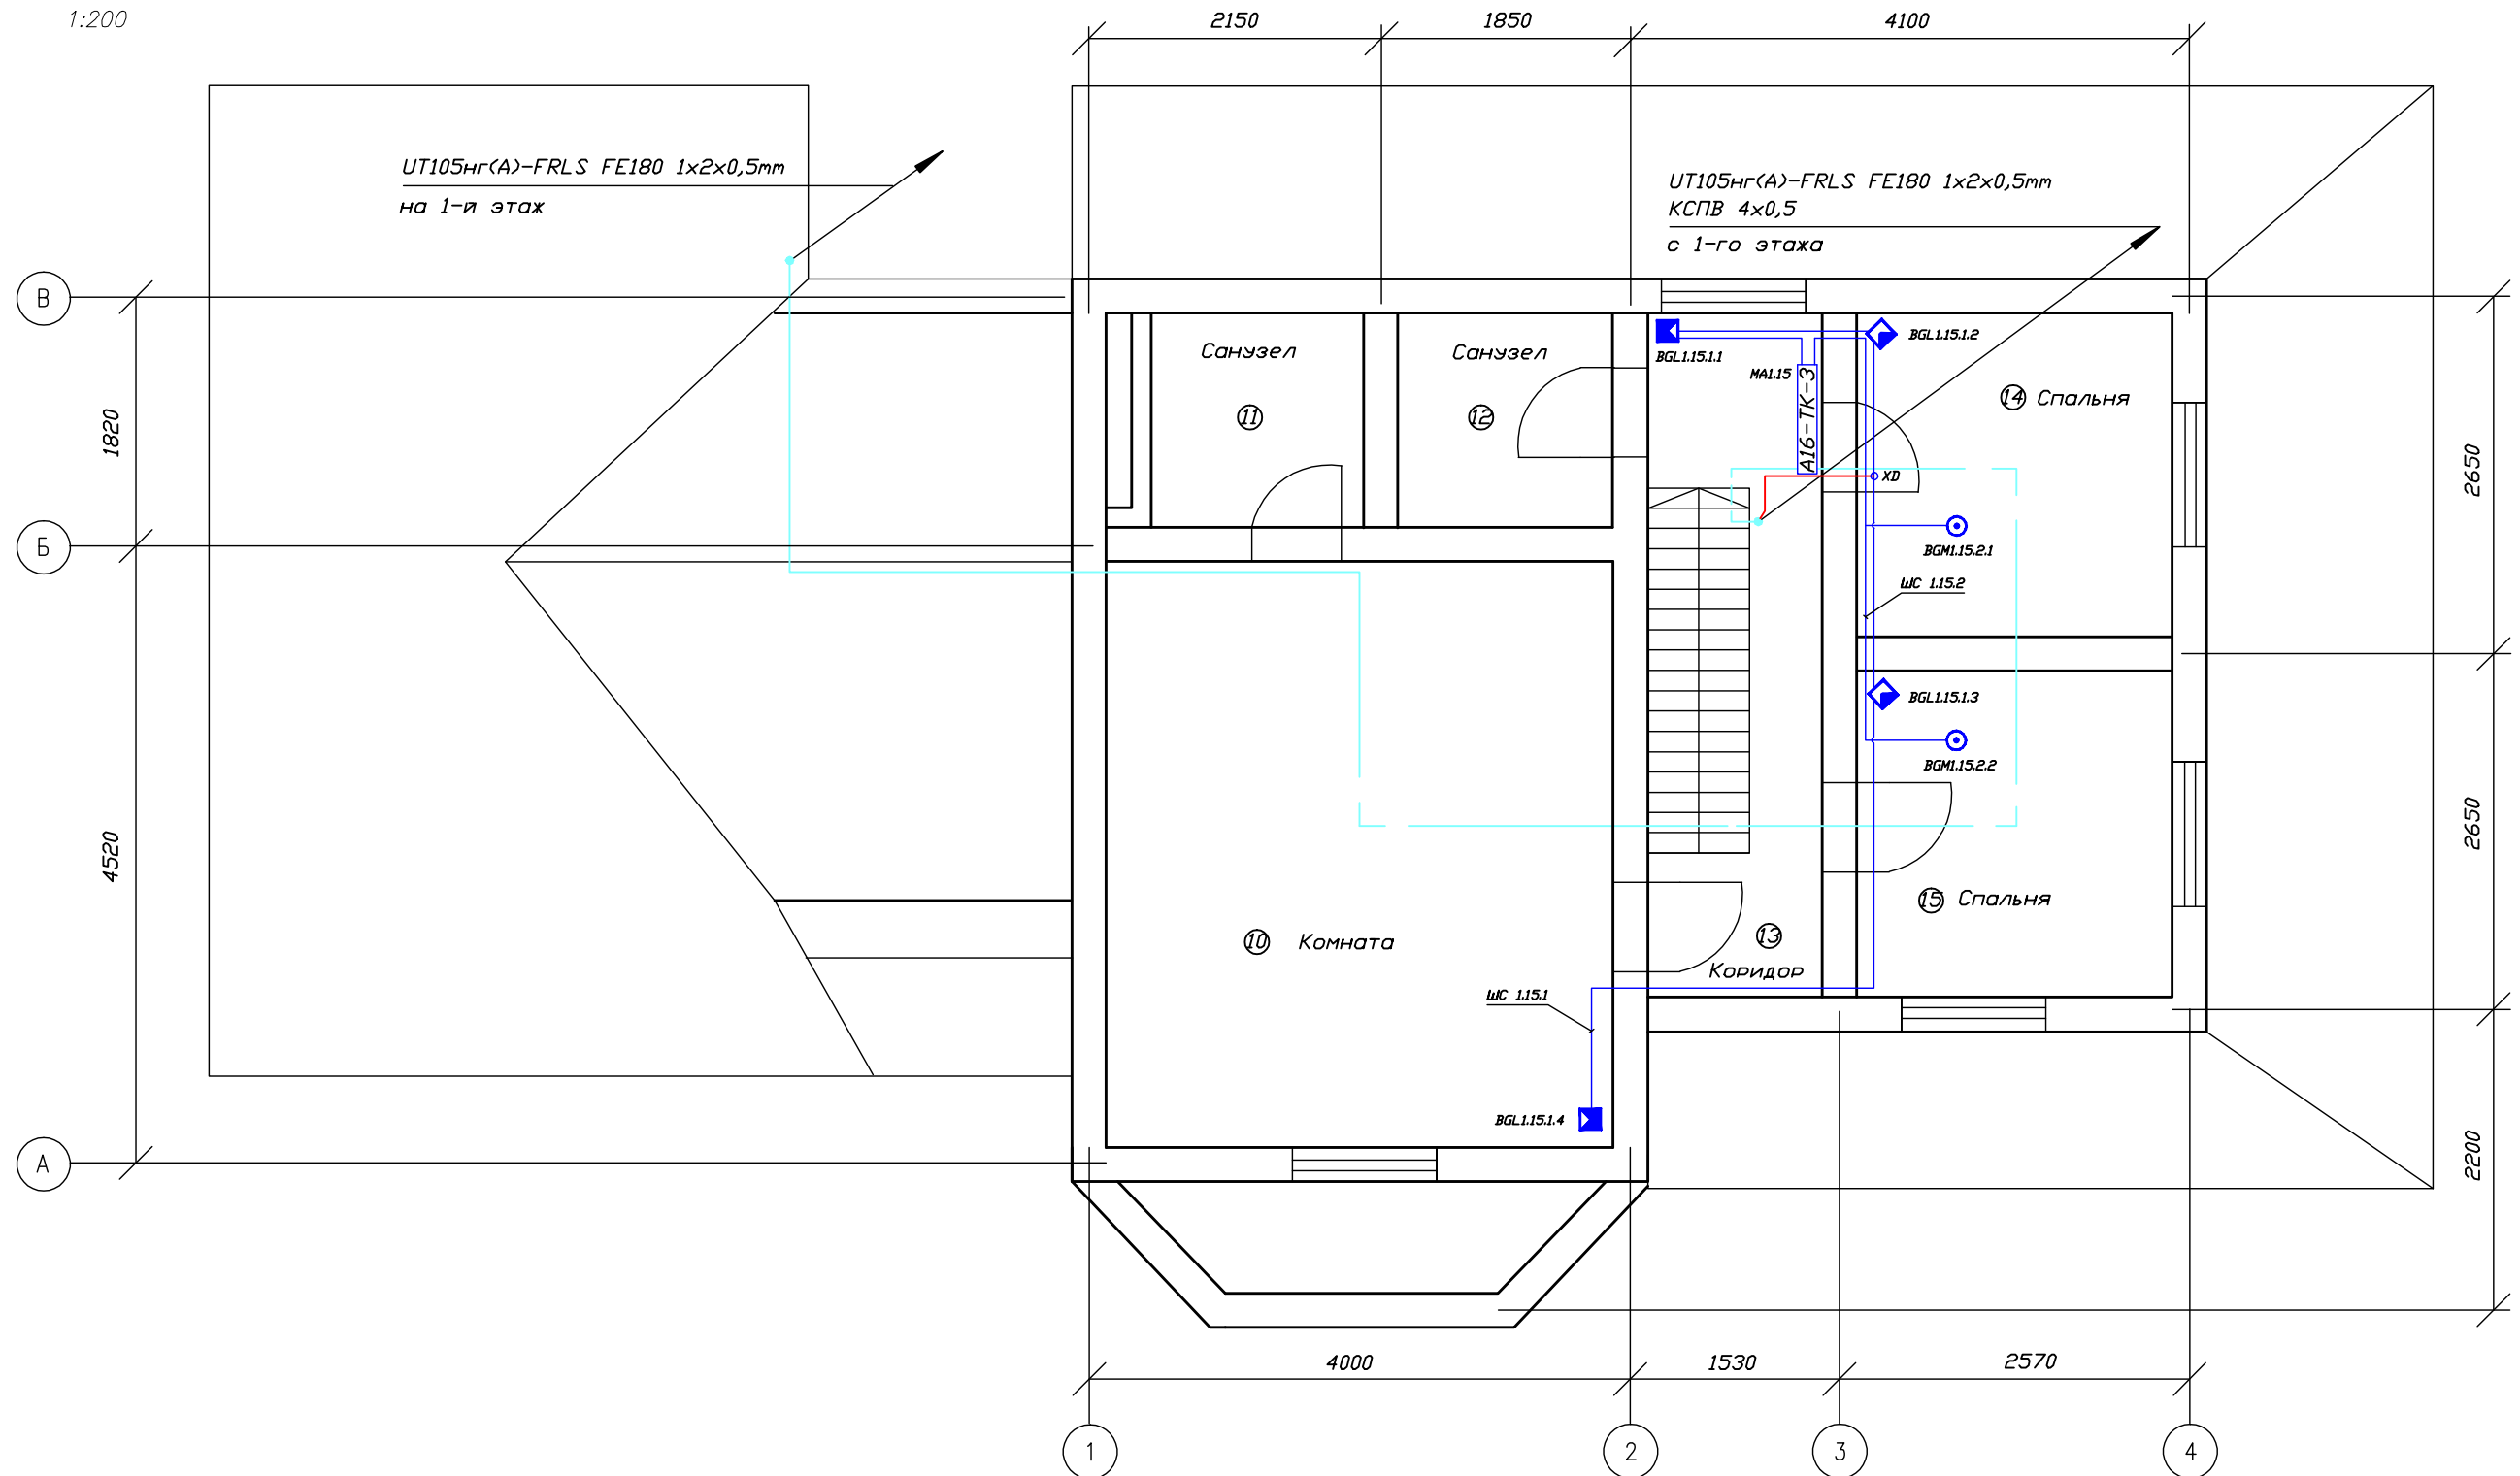 1:200
2150
1850
4100
UT105нг(А)-FRLS FE180 1x2x0,5mm
на 1-й этаж
UT105нг(А)-FRLS FE180 1x2x0,5mm
КСПВ 4x0,5
с 1-го этажа
В
Санузел
11
Санузел
12
BGL1.15.1.1
BGL1.15.1.2
МА1.15
А16-ТК-3
14 Спальня
XD
1820
2650
Б
BGM1.15.2.1
ШС 1.15.2
BGL1.15.1.3
BGM1.15.2.2
4520
2650
15 Спальня
10 Комната
13
Коридор
ШС 1.15.1
BGL1.15.1.4
А
2200
4000
1530
2570
1
2
3
4